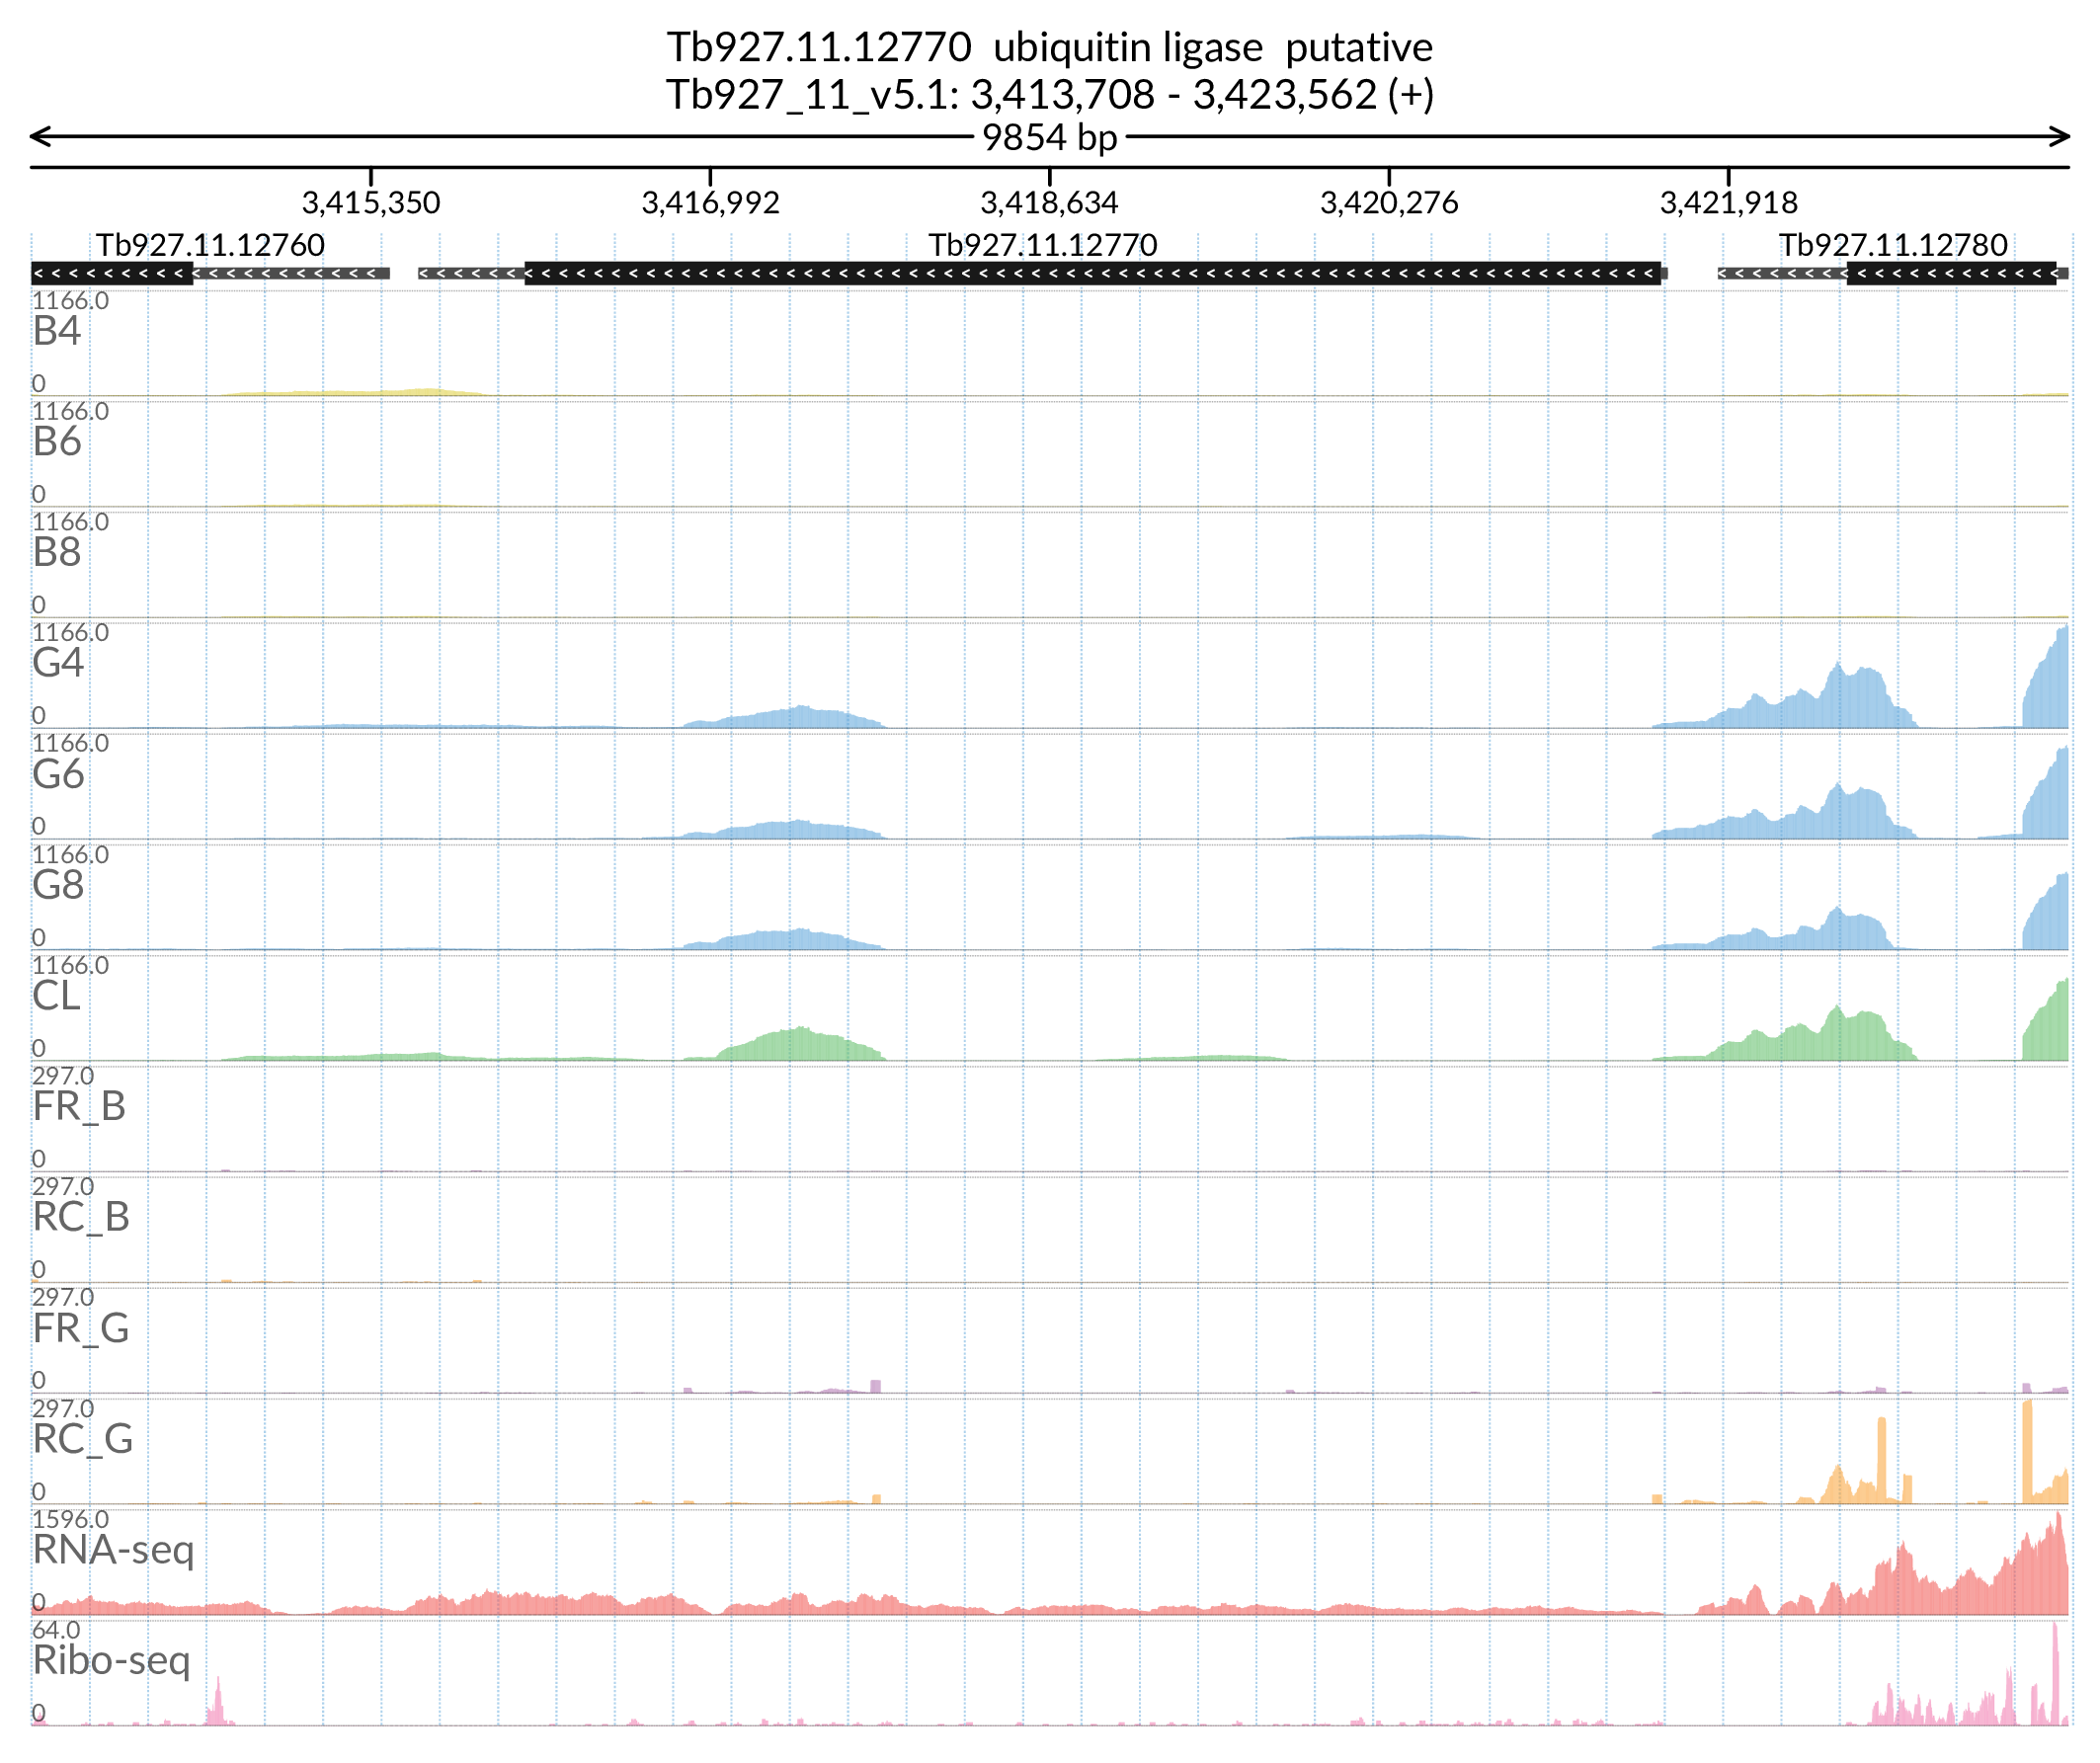 Tb927.11.12770  ubiquitin ligase  putative
Tb927_11_v5.1: 3,413,708 - 3,423,562 (+)
9854 bp
3,415,350 3,416,992 3,418,634 3,420,276 3,421,918
Tb927.11.12760 Tb927.11.12770 Tb927.11.12780
1166.0
B4
0
1166.0
B6
0
1166.0
B8
0
1166.0
G4
0
1166.0
G6
0
1166.0
G8
0
1166.0
CL
0
297.0
FR_B
0
297.0
RC_B
0
297.0
FR_G
0
297.0
RC_G
0
1596.0
RNA-seq
0
64.0
Ribo-seq
0